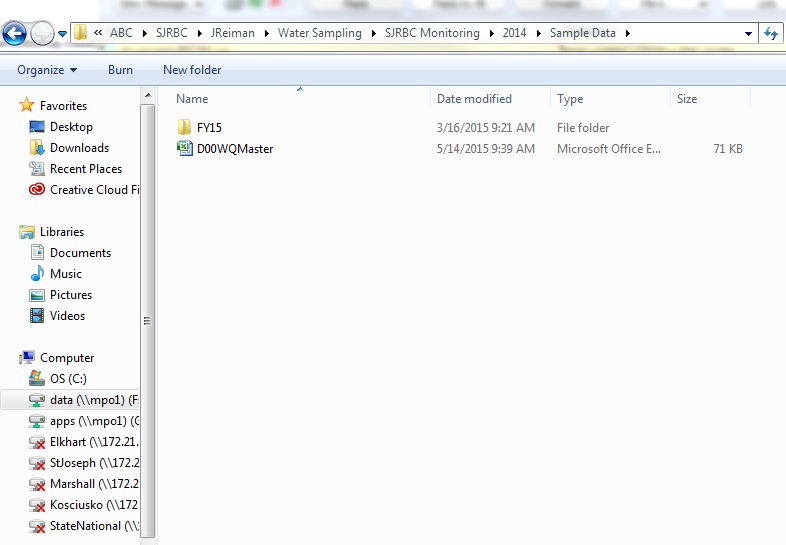 « ABC ▸ SJRBC ▸ JReiman ▸ Water Sampling ▸ SJRBC Monitoring ▸ 2014 ▸ Sample Data ▸
Organize Burn New folder
Name Date modified Type Size
FY15 3/16/2015 9:21 AM File folder
D00WQMaster 5/14/2015 9:39 AM Microsoft Office E... 71 KB
Favorites
Desktop
Downloads
Recent Places
Creative Cloud Fi
Libraries
Documents
Music
Pictures
Videos
Computer
OS (C:)
data (\\mpo1) (F:
apps (\\mpo1) (G
Elkhart (\\172.21.
StJoseph (\\172.2
Marshall (\\172.2
Kosciusko (\\172
StateNational (\\